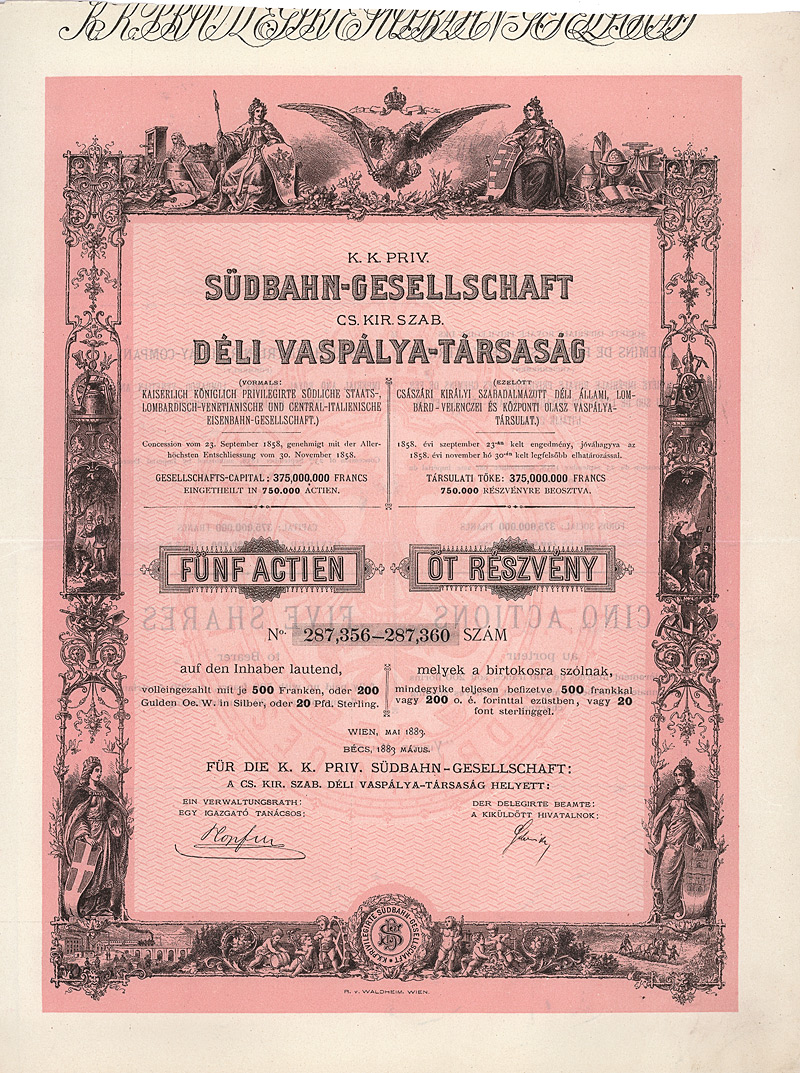 K. K. PRIV.
SÜDBAHN-GESELLSCHAFT
CS. KIR. SZAB.
DÉLI VASPÁLYA-TÁRSASÁG
(VORMALS:
KAISERLICH KÖNIGLICH PRIVILEGIRTE SÜDLICHE STAATS-,
LOMBARDISCH-VENETIANISCHE UND CENTRAL-ITALIENISCHE
EISENBAHN-GESELLSCHAFT.)
Concession vom 23. September 1858, genehmigt mit der Aller-
höchsten Entschliessung vom 30. November 1858.
GESELLSCHAFTS-CAPITAL: 375,000,000 FRANCS
EINGETHEILT IN 750.000 ACTIEN.
(EZELŐTT
CSÁSZÁRI KIRÁLYI SZABADALMAZOTT DÉLI ÁLLAMI, LOM-
BÁRD-VELENCZEI ÉS KÖZPONTI OLASZ VASPÁLYA-
TÁRSULAT.)
1858. évi szeptember 23-án kelt engedmény, jóváhagyva az
1858. évi november hó 30-án kelt legfelsőbb elhatározással.
TÁRSULATI TÖKE: 375,000.000 FRANCS
750.000 RÉSZVÉNYRE BEOSZTVA.
FÜNF ACTIEN
ÖT RÉSZVÉNY
No. 287,356—287,360 SZÁM
auf den Inhaber lautend,
volleingezahlt mit je 500 Franken, oder 200
Gulden Oe. W. in Silber, oder 20 Pfd. Sterling.
melyek a birtokosra szólnak,
mindegyike teljesen befizetve 500 frankkal
vagy 200 o. é. forinttal ezüstben, vagy 20
font sterlinggel.
WIEN, MAI 1883.
BÉCS, 1883 MÁJUS.
FÜR DIE K. K. PRIV. SÜDBAHN-GESELLSCHAFT:
A CS. KIR. SZAB. DÉLI VASPÁLYA-TÁRSASÁG HELYETT:
EIN VERWALTUNGSRATH:
EGY IGAZGATÓ TANÁCSOS:
DER DELEGIRTE BEAMTE:
A KIKÜLDÖTT HIVATALNOK:
K.K. PRIVILEGIRTE SÜDBAHN-GESELLSCHAFT
R. v. WALDHEIM, WIEN.